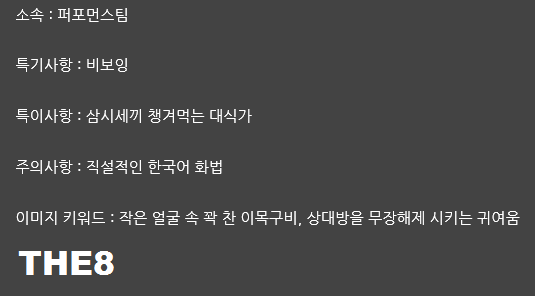 소속 : 퍼포먼스팀
특기사항 : 비보잉
특이사항 : 삼시세끼 챙겨먹는 대식가
주의사항 : 직설적인 한국어 화법
이미지 키워드 : 작은 얼굴 속 꽉 찬 이목구비, 상대방을 무장해제 시키는 귀여움
THE8